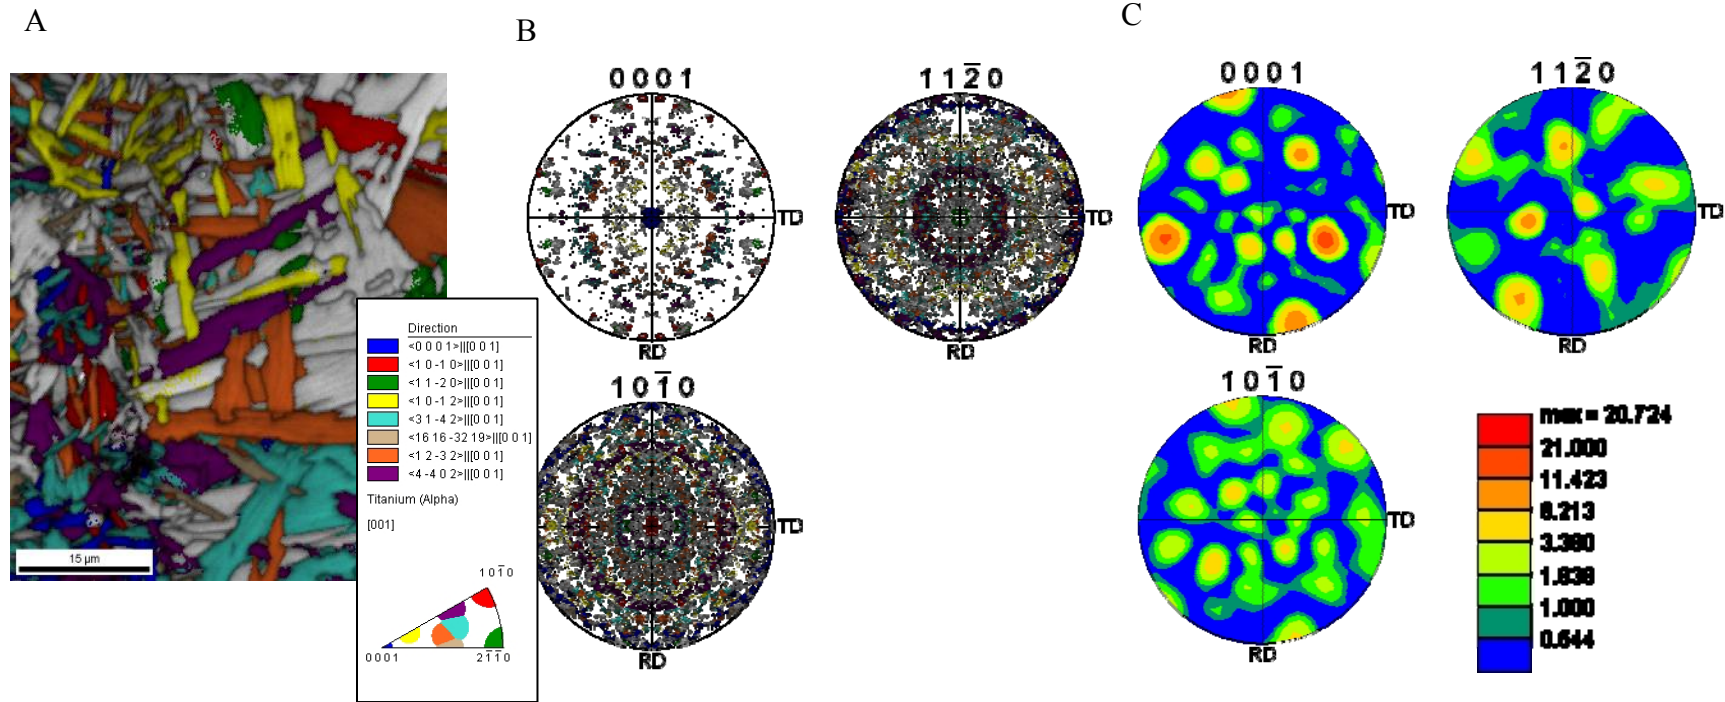 A
B
C
0 0 0 1
1 1 2̅ 0
TD
TD
RD
RD
1 0 1̅ 0
TD
RD
0 0 0 1
1 1 2̅ 0
TD
TD
RD
RD
1 0 1̅ 0
TD
RD
max = 20.724
21.000
11.423
6.213
3.380
1.838
1.000
0.544
Direction
<0 0 0 1>||[0 0 1]
<1 0 -1 0>||[0 0 1]
<1 1 -2 0>||[0 0 1]
<1 0 -1 2>||[0 0 1]
<3 1 -4 2>||[0 0 1]
<16 16 -32 19>||[0 0 1]
<1 2 -3 2>||[0 0 1]
<4 -4 0 2>||[0 0 1]
Titanium (Alpha)
[001]
1 0 1̅ 0
0 0 0 1
2 1̅ 1̅ 0
15 µm